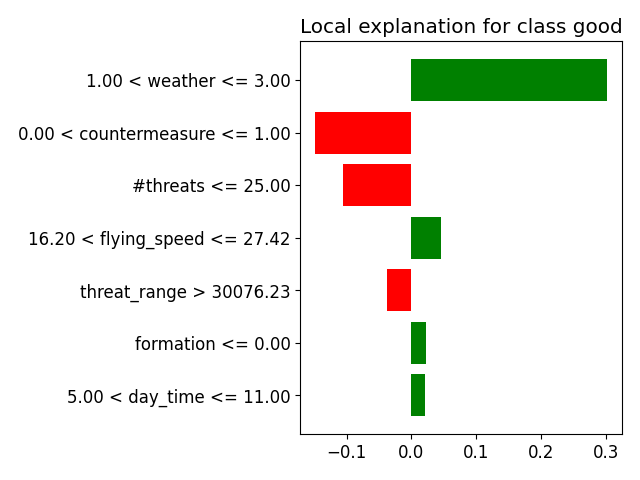 Local explanation for class good
1.00 < weather <= 3.00
0.00 < countermeasure <= 1.00
#threats <= 25.00
16.20 < flying_speed <= 27.42
threat_range > 30076.23
formation <= 0.00
5.00 < day_time <= 11.00
−0.1 0.0 0.1 0.2 0.3